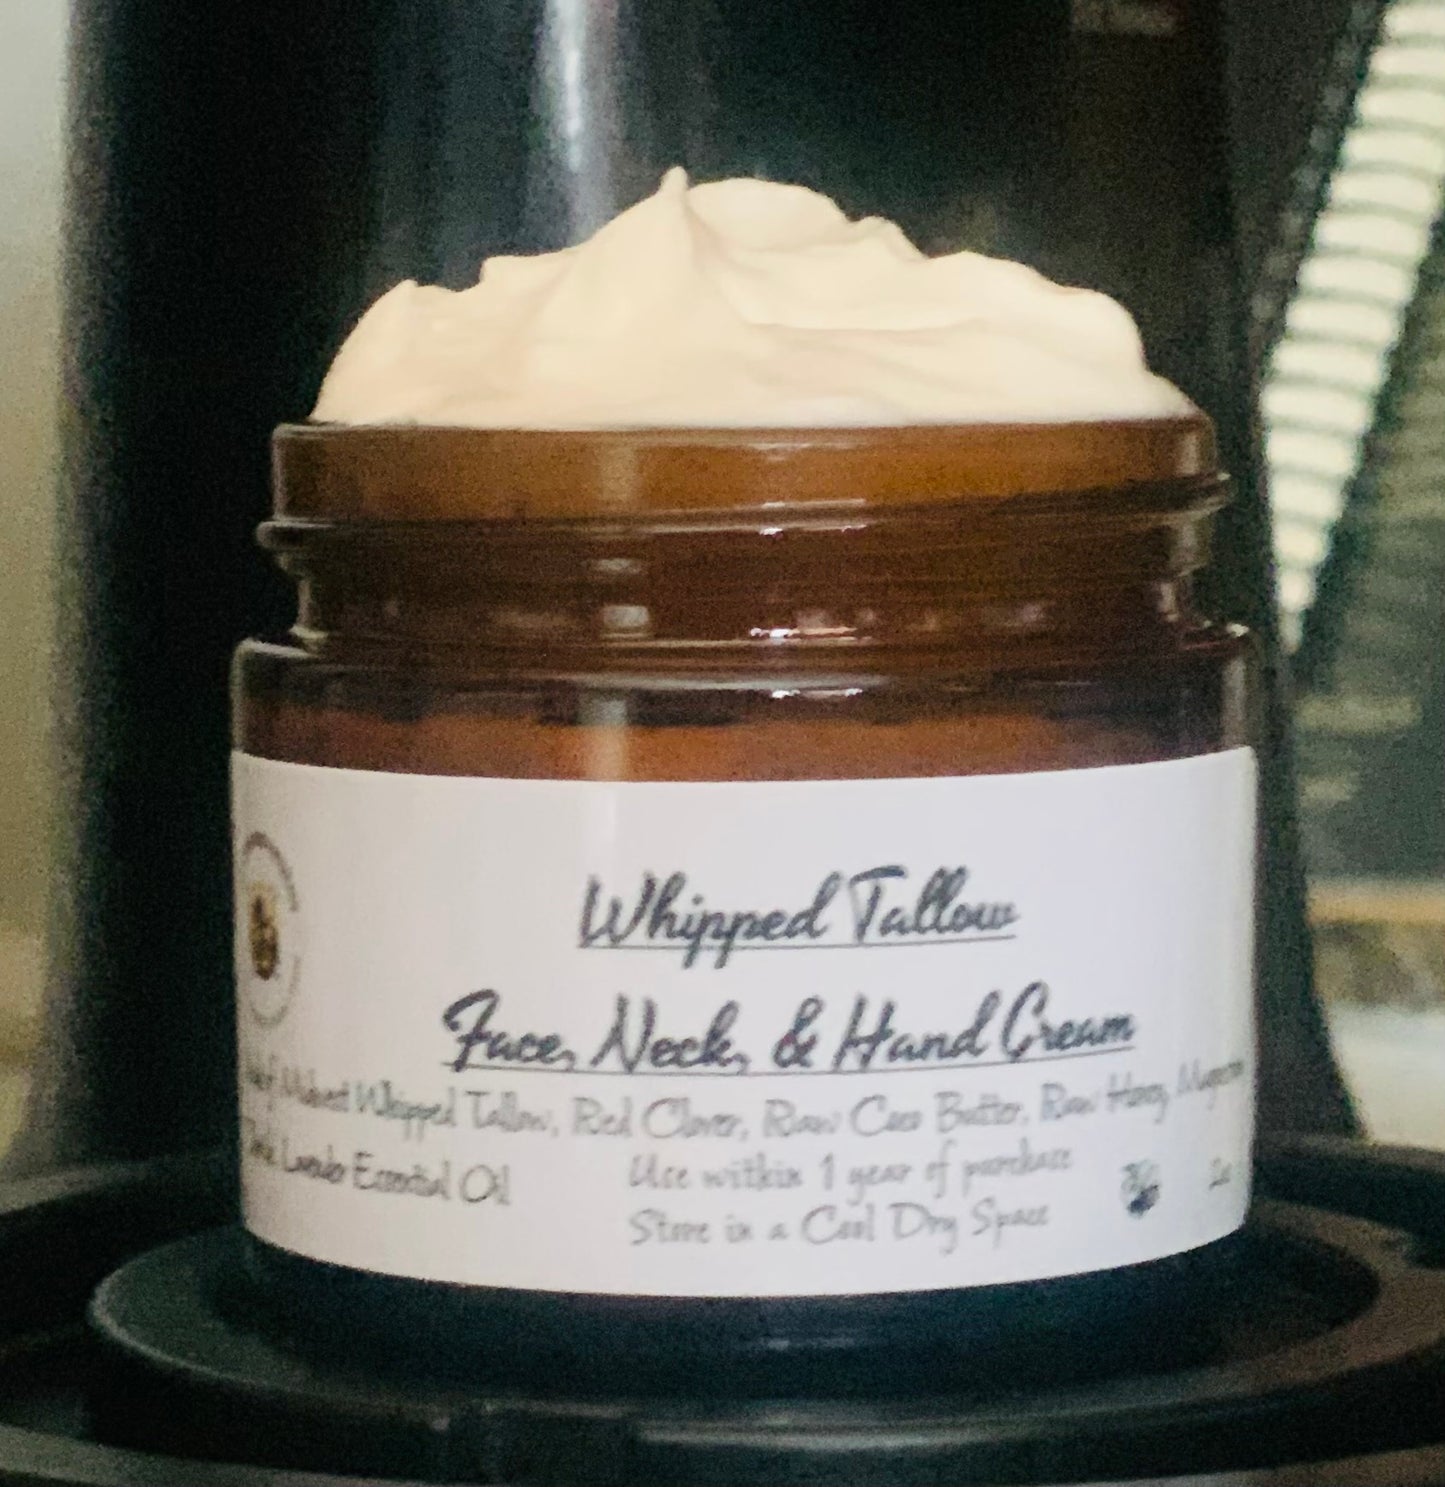 Whipped Tallow
Face, Neck, & Hand Cream
Whipped Tallow, Red Clover, Raw Coco Butter, Raw Honey,
Essential Oil
Use within 1 year of purchase
Store in a Cool Dry Space